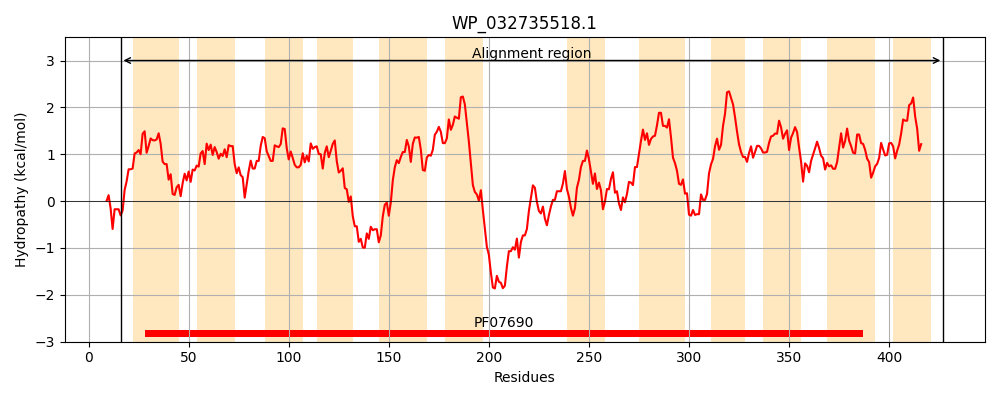 WP_032735518.1
Alignment region
3
2
1
0
−1
−2
−3
Hydropathy (kcal/mol)
PF07690
0 50 100 150 200 250 300 350 400
Residues